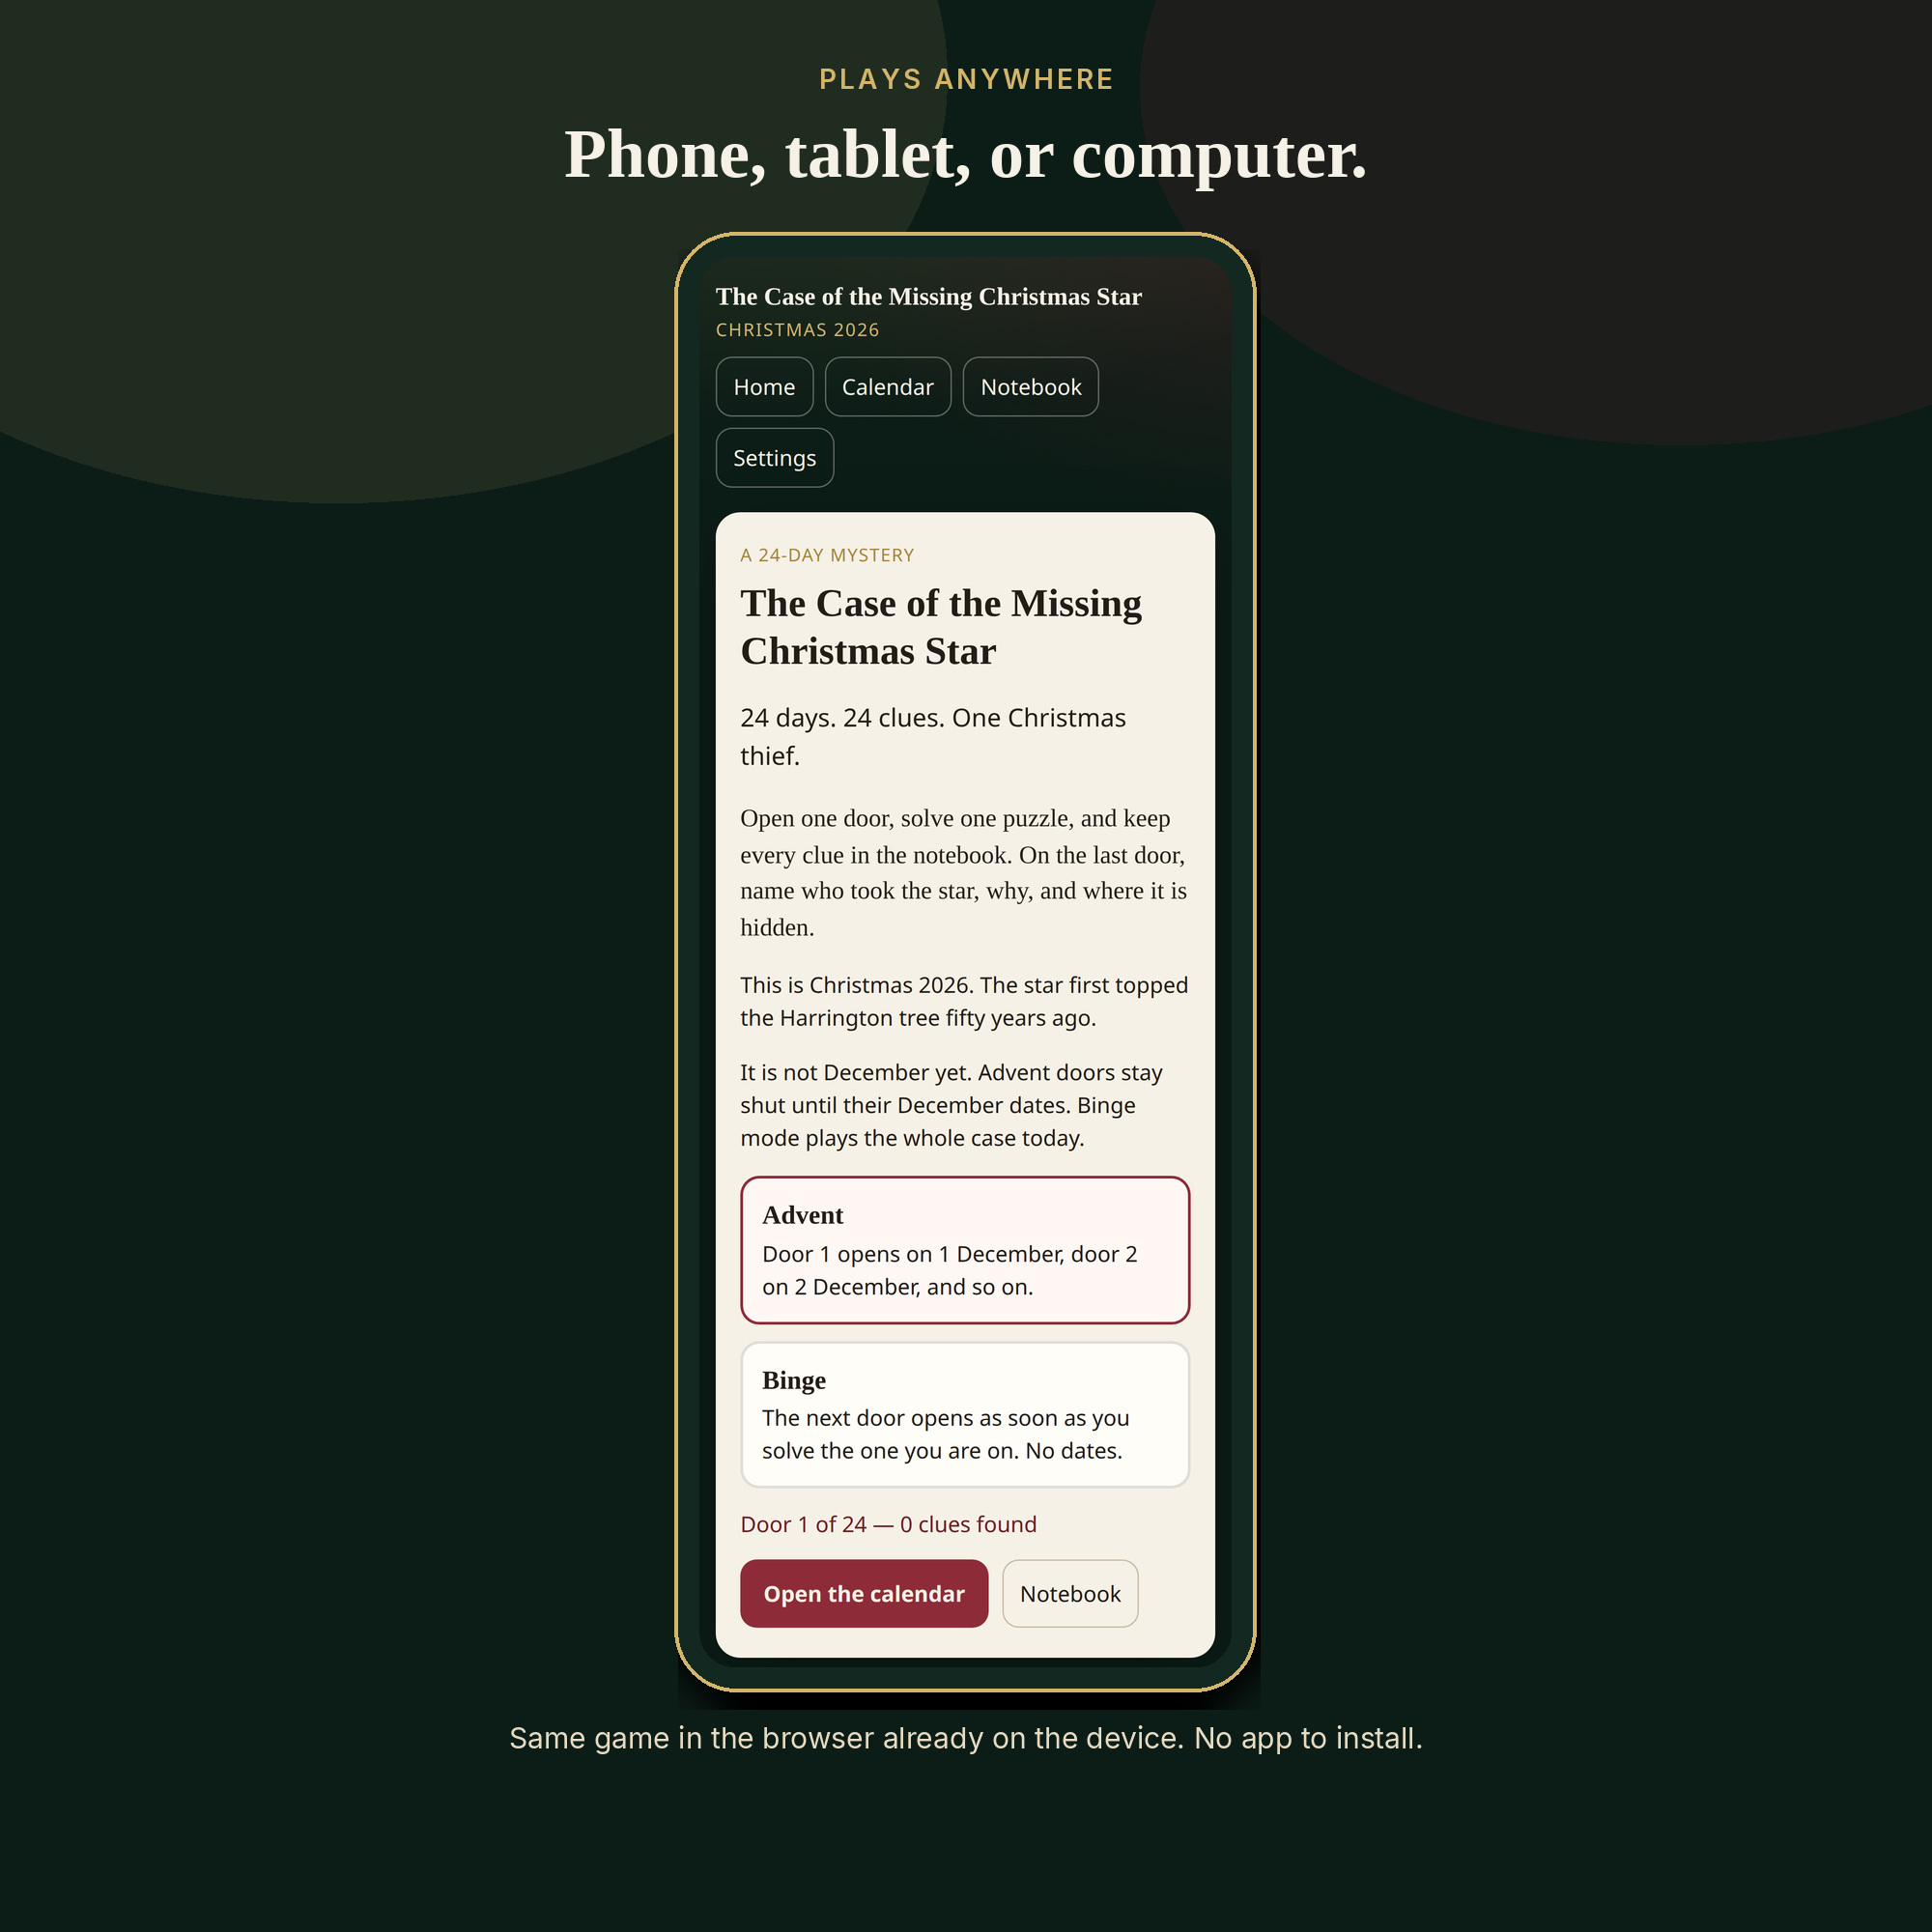 PLAYS ANYWHERE
Phone, tablet, or computer.
The Case of the Missing Christmas Star
CHRISTMAS 2026
Home Calendar Notebook
Settings
A 24-DAY MYSTERY
The Case of the Missing
Christmas Star
24 days. 24 clues. One Christmas
thief.
Open one door, solve one puzzle, and keep
every clue in the notebook. On the last door,
name who took the star, why, and where it is
hidden.
This is Christmas 2026. The star first topped
the Harrington tree fifty years ago.
It is not December yet. Advent doors stay
shut until their December dates. Binge
mode plays the whole case today.
Advent
Door 1 opens on 1 December, door 2
on 2 December, and so on.
Binge
The next door opens as soon as you
solve the one you are on. No dates.
Door 1 of 24 — 0 clues found
Open the calendar Notebook
Same game in the browser already on the device. No app to install.